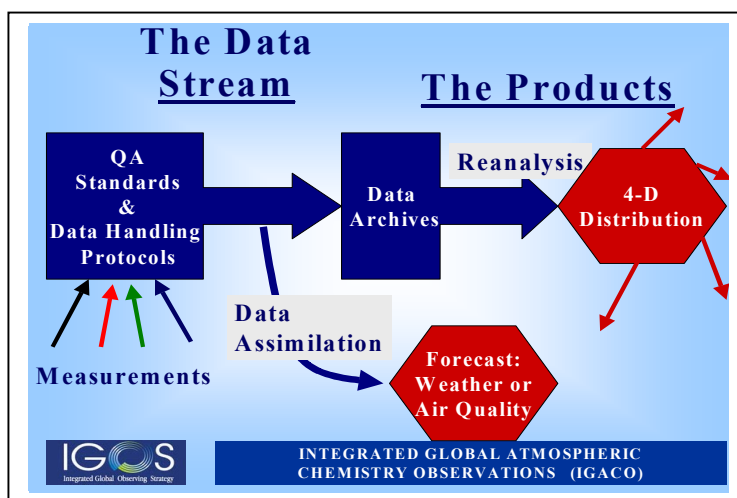 The Data
Stream
The Products
QA
Standards
&
Data Handling
Protocols
Data
Archives
Reanalysis
4-D
Distribution
Measurements
Data
Assimilation
Forecast:
Weather or
Air Quality
IGOS
Integrated Global Observing Strategy
INTEGRATED GLOBAL ATMOSPHERIC
CHEMISTRY OBSERVATIONS (IGACO)